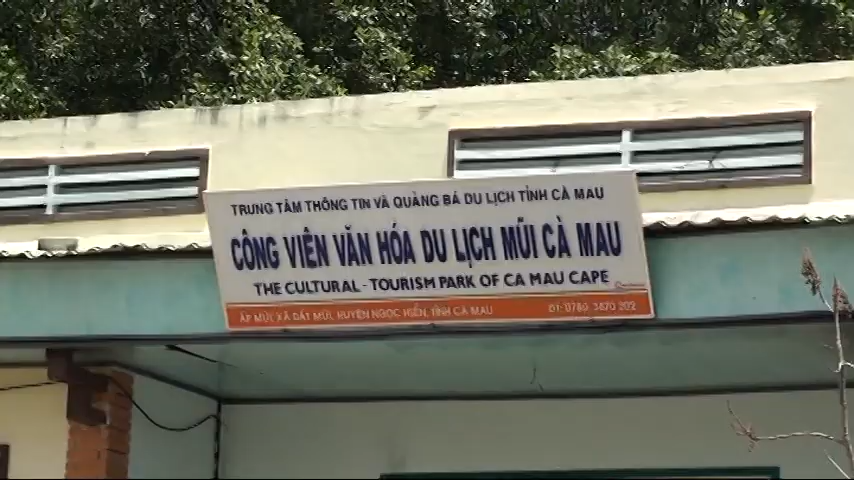 TRUNG TÂM THÔNG TIN VÀ QUẢNG BÁ DU LỊCH TỈNH CÀ MAU
CÔNG VIÊN VĂN HÓA DU LỊCH MŨI CÀ MAU
THE CULTURAL - TOURISM PARK OF CA MAU CAPE
ẤP MŨI, XÃ ĐẤT MŨI, HUYỆN NGỌC HIỂN, TỈNH CÀ MAU
ĐT: 0780 3870 202